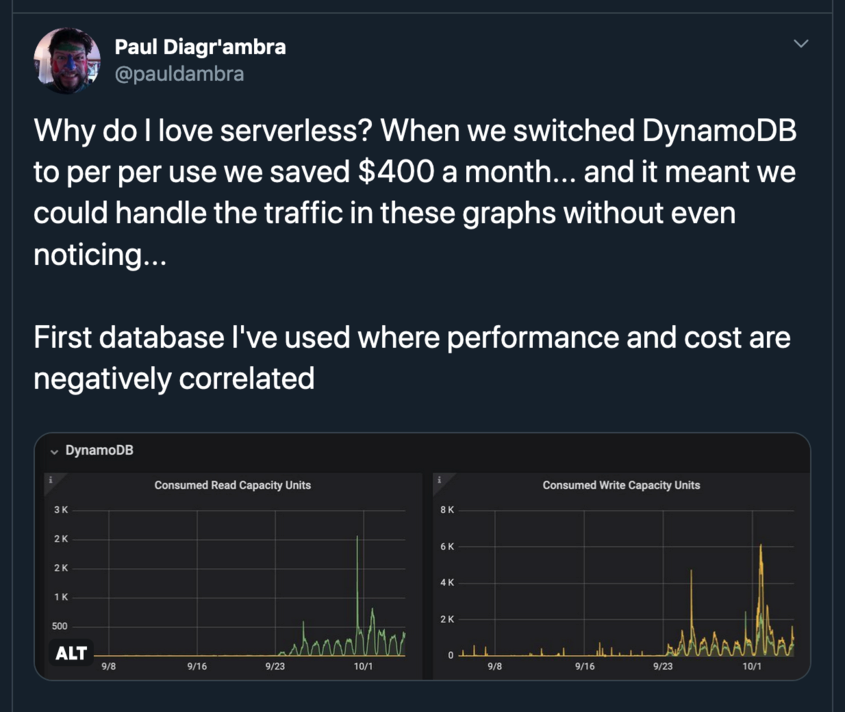 Paul Diagr'ambra
@pauldambra
Why do I love serverless? When we switched DynamoDB
to per per use we saved $400 a month... and it meant we
could handle the traffic in these graphs without even
noticing...
First database I've used where performance and cost are
negatively correlated
DynamoDB
i
Consumed Read Capacity Units
3 K
2 K
2 K
1 K
500
ALT
9/8 9/16 9/23 10/1
i
Consumed Write Capacity Units
8 K
6 K
4 K
2 K
0
9/8 9/16 9/23 10/1